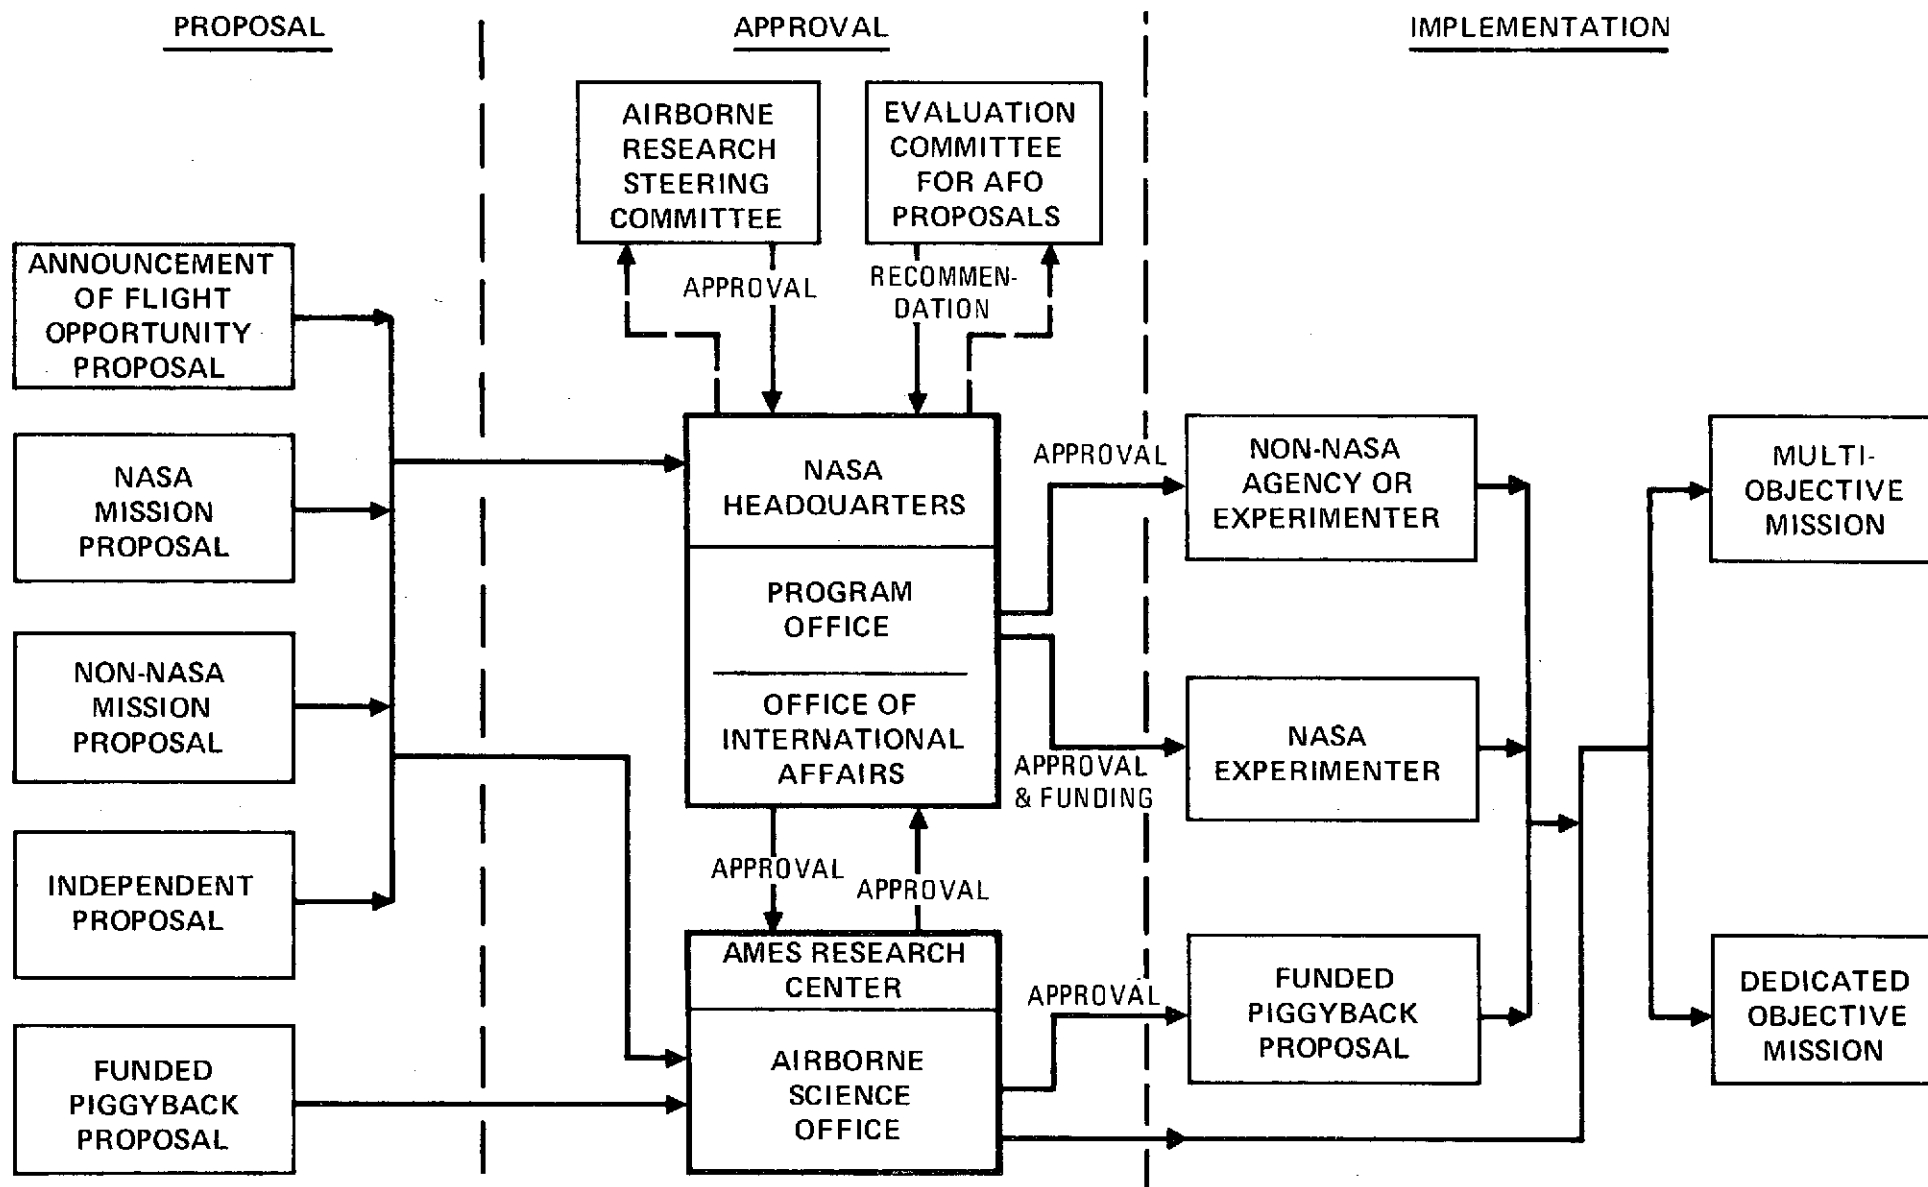 PROPOSAL
APPROVAL
IMPLEMENTATION
AIRBORNE
RESEARCH
STEERING
COMMITTEE
EVALUATION
COMMITTEE
FOR AFO
PROPOSALS
ANNOUNCEMENT
OF FLIGHT
OPPORTUNITY
PROPOSAL
APPROVAL
RECOMMEN-
DATION
NASA
MISSION
PROPOSAL
NASA
HEADQUARTERS
PROGRAM
OFFICE
OFFICE OF
INTERNATIONAL
AFFAIRS
APPROVAL
NON-NASA
AGENCY OR
EXPERIMENTER
MULTI-
OBJECTIVE
MISSION
NON-NASA
MISSION
PROPOSAL
APPROVAL
& FUNDING
NASA
EXPERIMENTER
INDEPENDENT
PROPOSAL
APPROVAL
APPROVAL
AMES RESEARCH
CENTER
AIRBORNE
SCIENCE
OFFICE
APPROVAL
FUNDED
PIGGYBACK
PROPOSAL
DEDICATED
OBJECTIVE
MISSION
FUNDED
PIGGYBACK
PROPOSAL